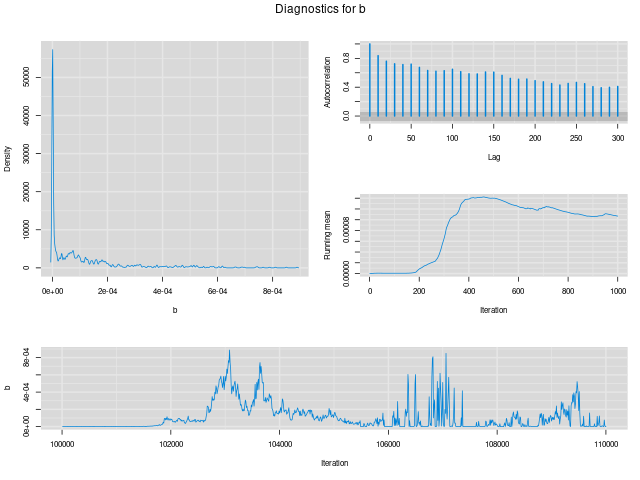 Diagnostics for b
Density
50000
40000
30000
20000
10000
0
0e+00 2e-04 4e-04 6e-04 8e-04
b
Autocorrelation
0.8
0.4
0.0
0 50 100 150 200 250 300
Lag
Running mean
0.00008
0.00000
0 200 400 600 800 1000
Iteration
b
8e-04
4e-04
0e+00
100000 102000 104000 106000 108000 110000
Iteration